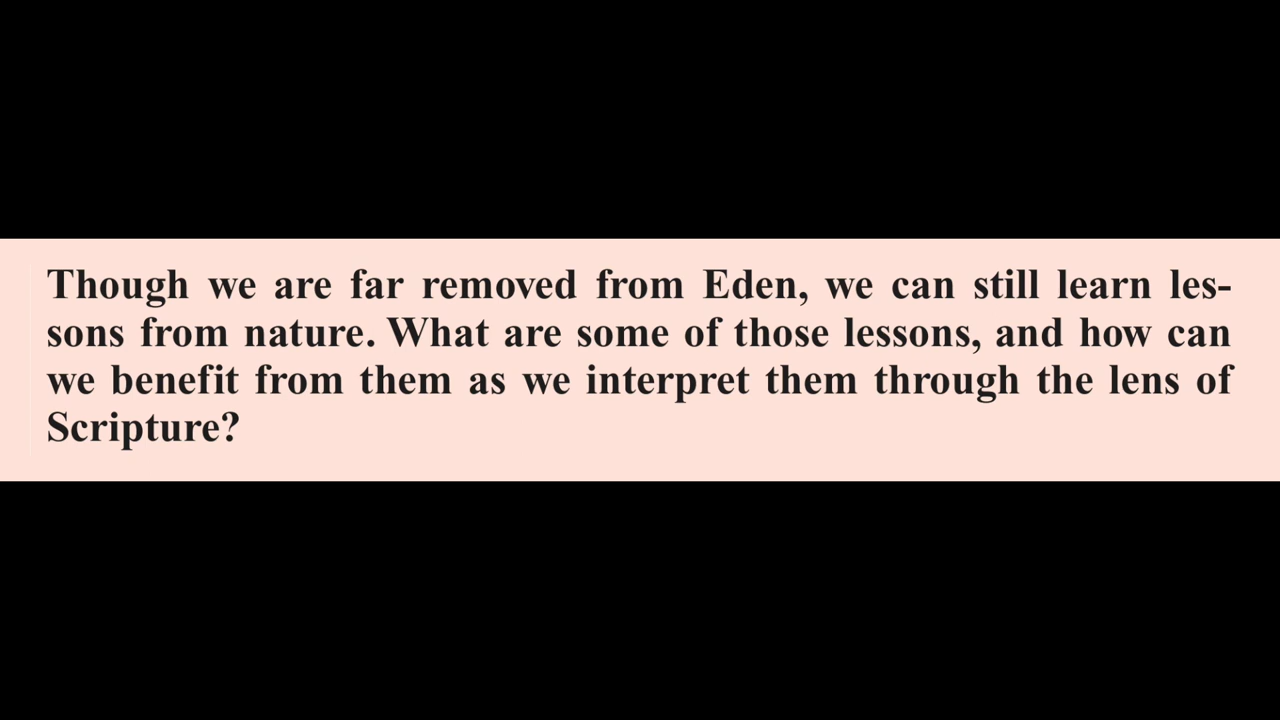 Though we are far removed from Eden, we can still learn les-
sons from nature. What are some of those lessons, and how can
we benefit from them as we interpret them through the lens of
Scripture?